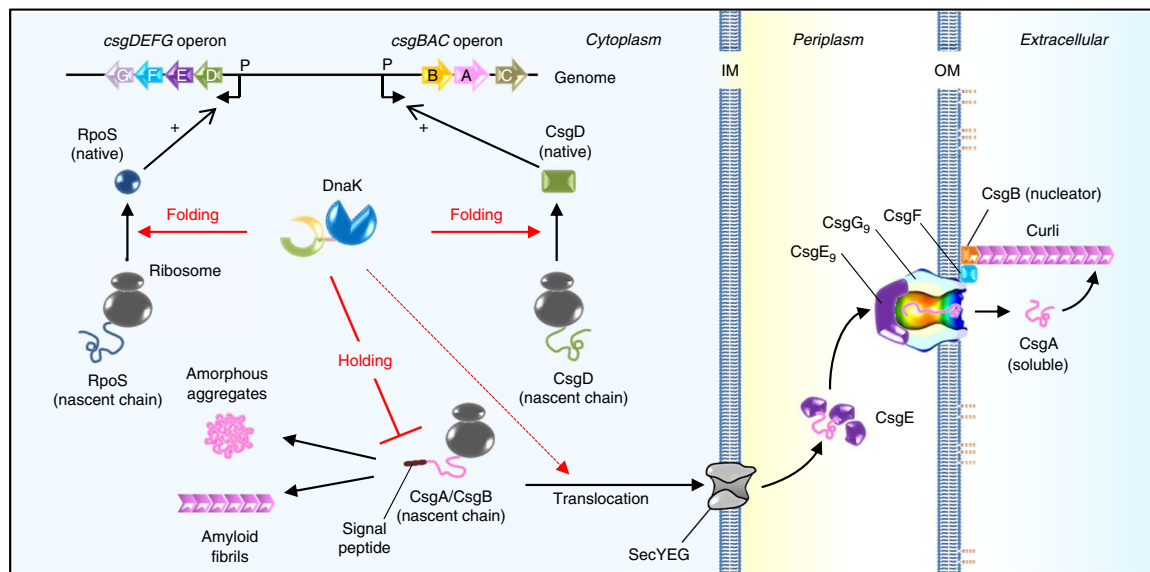 csgDEFG operon
csgBAC operon
Cytoplasm
Periplasm
Extracellular
G F E D
P
P
B A C
Genome
IM
OM
+
+
RpoS
(native)
CsgD
(native)
DnaK
Folding
Folding
CsgB (nucleator)
CsgF
Curli
CsgG9
CsgE9
Ribosome
CsgA
(soluble)
Holding
RpoS
(nascent chain)
CsgD
(nascent chain)
Amorphous
aggregates
CsgE
CsgA/CsgB
(nascent chain)
Translocation
Signal
peptide
Amyloid
fibrils
SecYEG